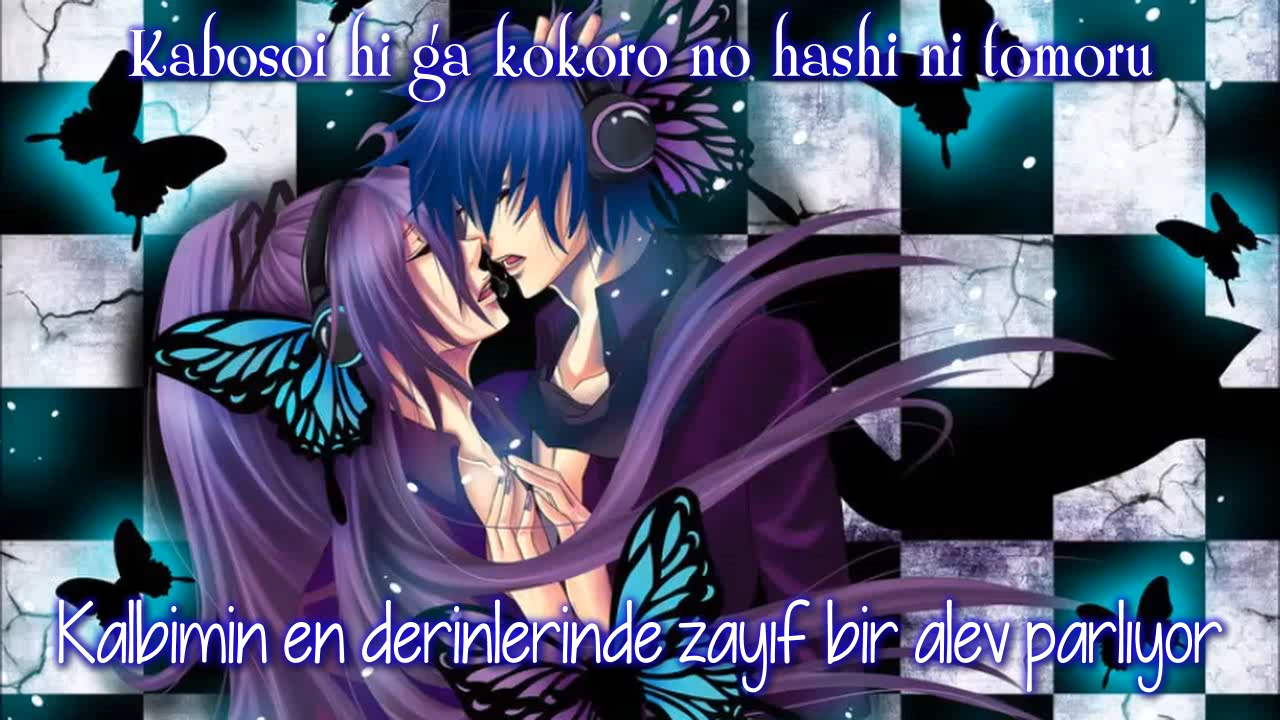 Kabosoi hi ga kokoro no hashi ni tomoru
Kalbimin en derinlerinde zayıf bir alev parlıyor